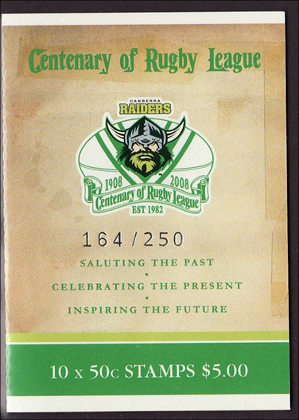 Centenary of Rugby League
CANBERRA
RAIDERS
1908 2008
Centenary of Rugby League
EST 1982
164/250
SALUTING THE PAST
•
CELEBRATING THE PRESENT
•
INSPIRING THE FUTURE
10 x 50c STAMPS $5.00